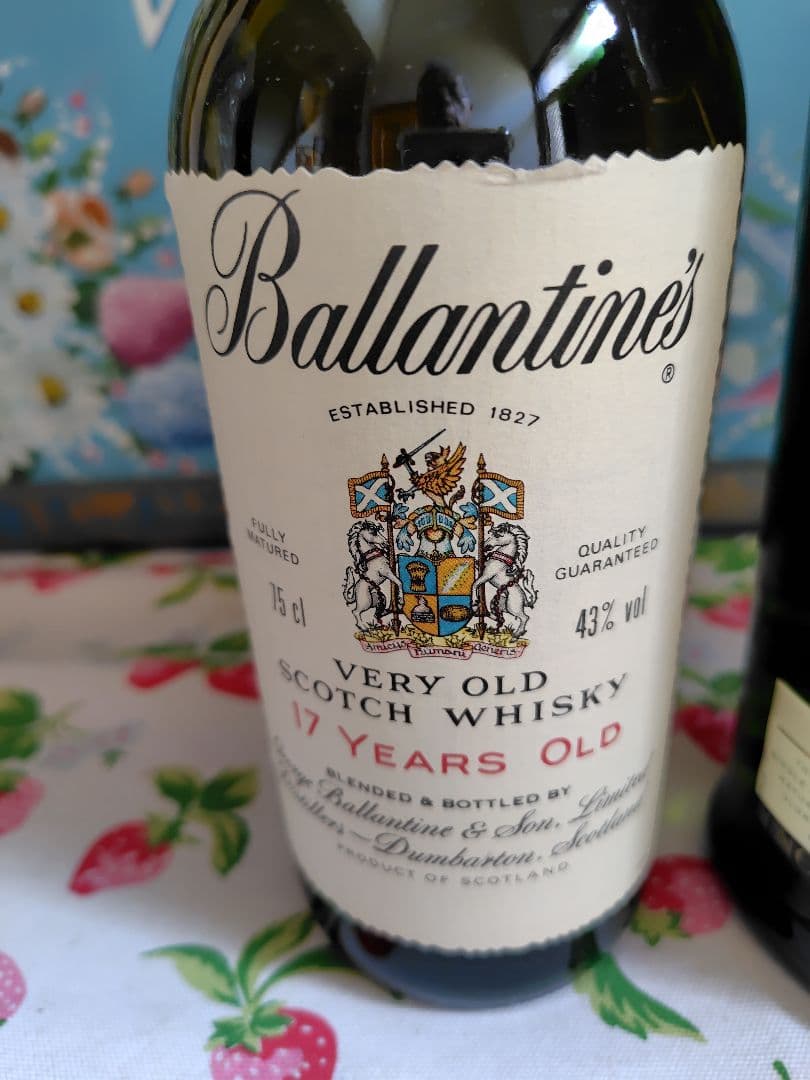 Ballantine's
®
ESTABLISHED 1827
FULLY
MATURED
QUALITY
GUARANTEED
75 cl
43% vol
Amicus Humani Generis
VERY OLD
SCOTCH WHISKY
17 YEARS OLD
BLENDED & BOTTLED BY
George Ballantine & Son, Limited
Distillers—Dumbarton, Scotland
PRODUCT OF SCOTLAND